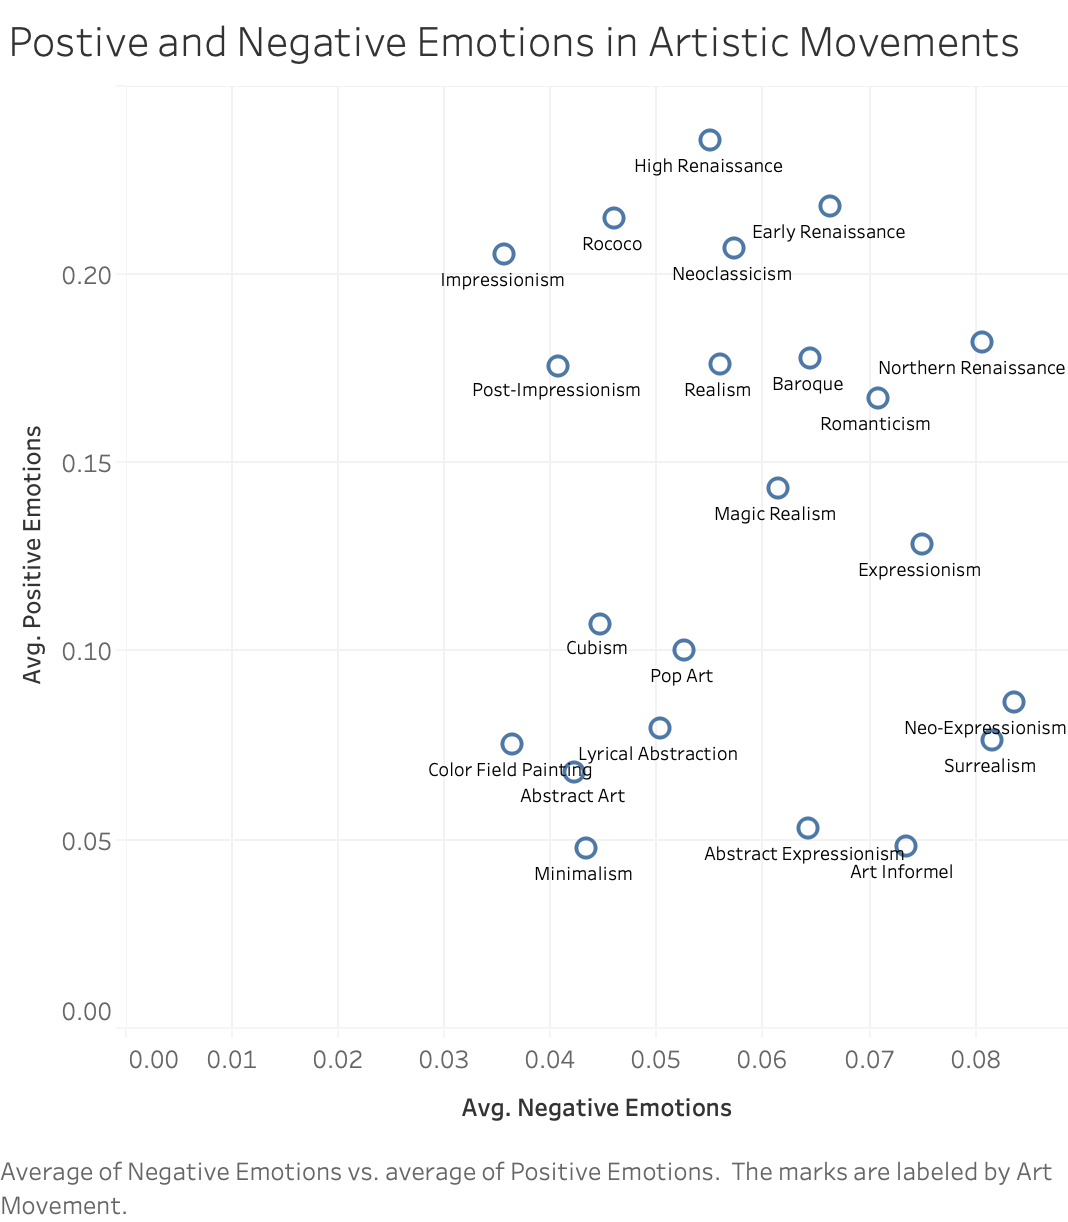 Postive and Negative Emotions in Artistic Movements
High Renaissance
Early Renaissance
Rococo
Neoclassicism
Impressionism
0.20
Northern Renaissance
Post-Impressionism
Realism
Baroque
Romanticism
0.15
Magic Realism
Expressionism
Avg. Positive Emotions
Cubism
0.10
Pop Art
Neo-Expressionism
Lyrical Abstraction
Surrealism
Color Field Painting
Abstract Art
0.05
Abstract Expressionism
Minimalism
Art Informel
0.00
0.00 0.01 0.02 0.03 0.04 0.05 0.06 0.07 0.08
Avg. Negative Emotions
Average of Negative Emotions vs. average of Positive Emotions.  The marks are labeled by Art
Movement.